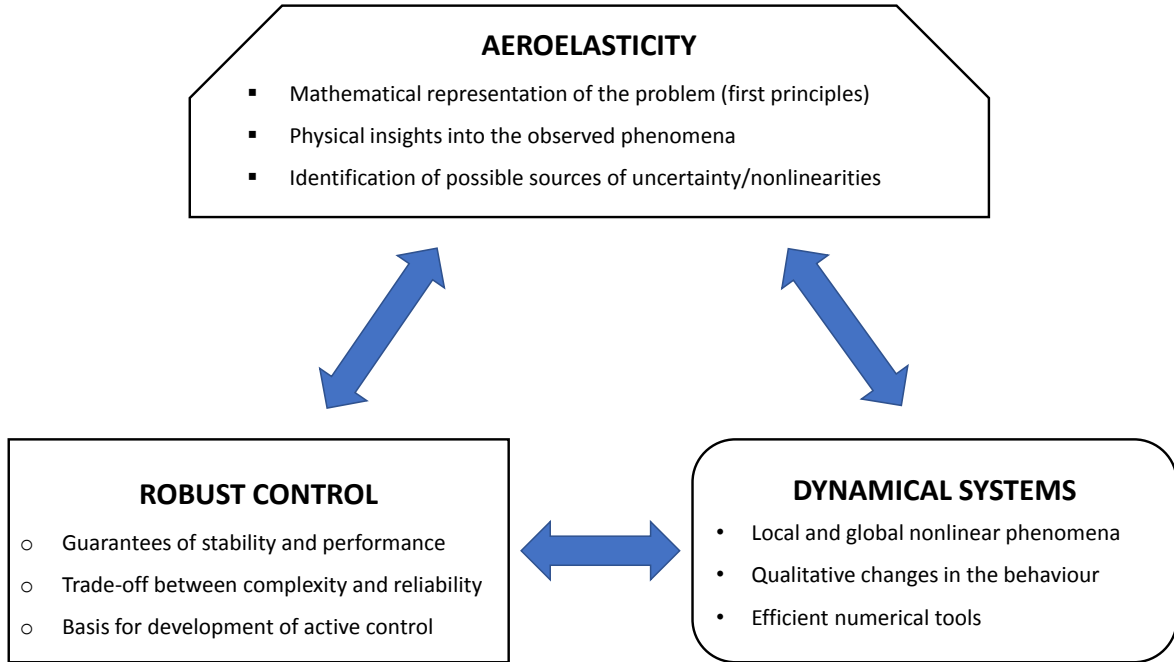 AEROELASTICITY
▪ Mathematical representation of the problem (first principles)
▪ Physical insights into the observed phenomena
▪ Identification of possible sources of uncertainty/nonlinearities
ROBUST CONTROL
o Guarantees of stability and performance
o Trade-off between complexity and reliability
o Basis for development of active control
DYNAMICAL SYSTEMS
• Local and global nonlinear phenomena
• Qualitative changes in the behaviour
• Efficient numerical tools